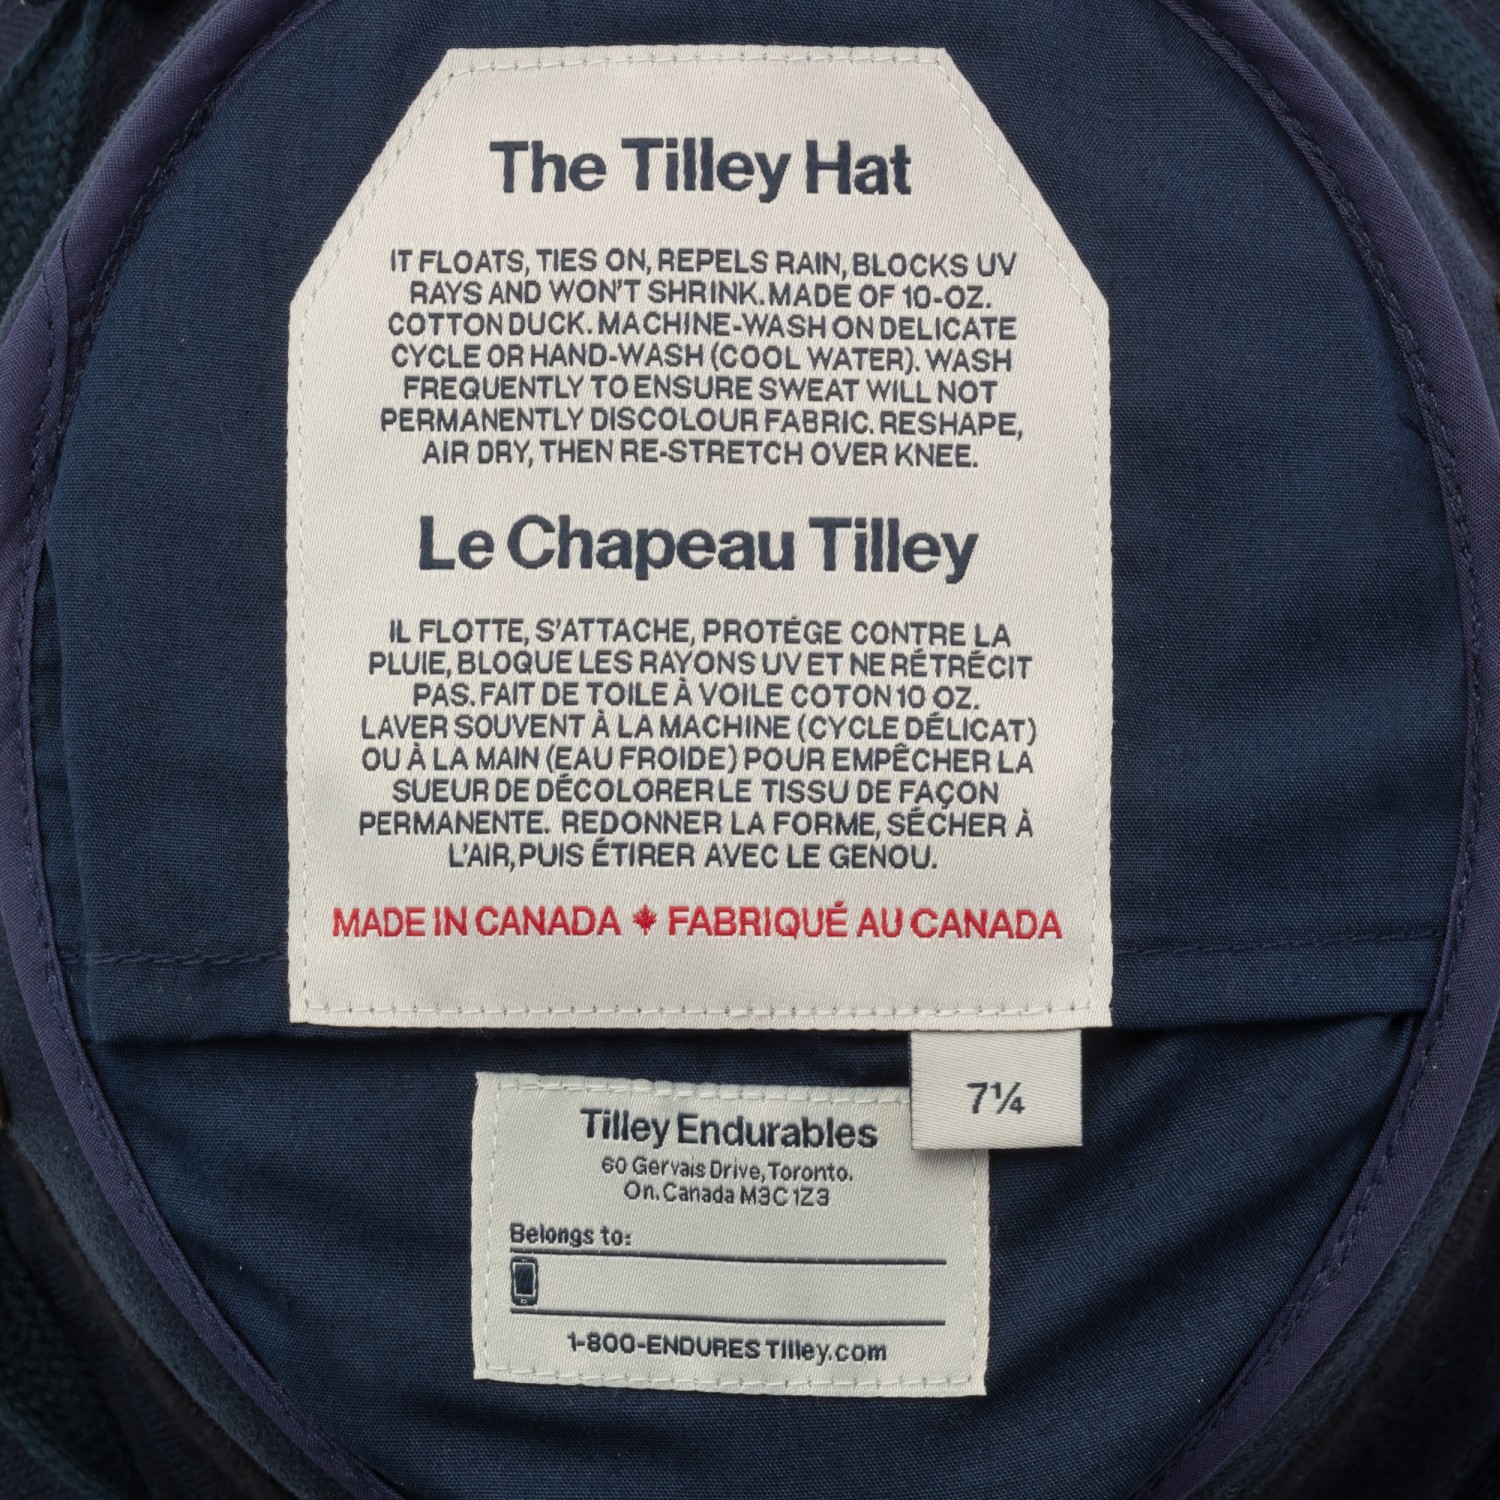 The Tilley Hat
IT FLOATS, TIES ON, REPELS RAIN, BLOCKS UV
RAYS AND WON'T SHRINK. MADE OF 10-OZ.
COTTON DUCK. MACHINE-WASH ON DELICATE
CYCLE OR HAND-WASH (COOL WATER). WASH
FREQUENTLY TO ENSURE SWEAT WILL NOT
PERMANENTLY DISCOLOUR FABRIC. RESHAPE,
AIR DRY, THEN RE-STRETCH OVER KNEE.
Le Chapeau Tilley
IL FLOTTE, S'ATTACHE, PROTÉGE CONTRE LA
PLUIE, BLOQUE LES RAYONS UV ET NE RÉTRÉCIT
PAS. FAIT DE TOILE À VOILE COTON 10 OZ.
LAVER SOUVENT À LA MACHINE (CYCLE DÉLICAT)
OU À LA MAIN (EAU FROIDE) POUR EMPÊCHER LA
SUEUR DE DÉCOLORER LE TISSU DE FAÇON
PERMANENTE. REDONNER LA FORME, SÉCHER À
L'AIR, PUIS ÉTIRER AVEC LE GENOU.
MADE IN CANADA FABRIQUÉ AU CANADA
7¼
Tilley Endurables
60 Gervais Drive, Toronto.
On. Canada M3C 1Z3
Belongs to:
1-800-ENDURES Tilley.com